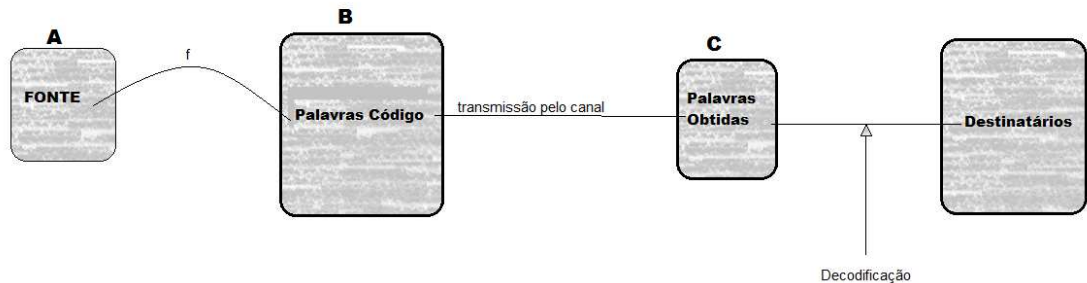 A
FONTE
f
B
Palavras Código
transmissão pelo canal
C
Palavras
Obtidas
Destinatários
Decodificação